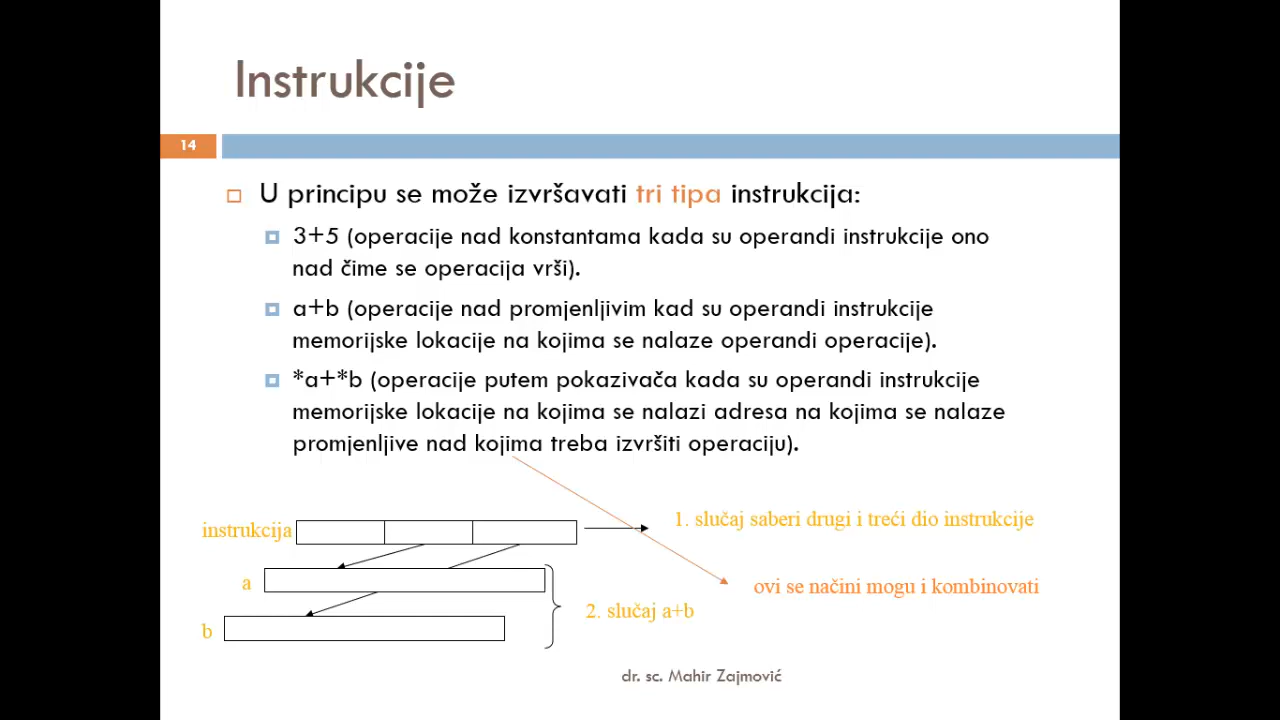 Instrukcije
14
U principu se može izvršavati tri tipa instrukcija:
3+5 (operacije nad konstantama kada su operandi instrukcije ono
nad čime se operacija vrši).
a+b (operacije nad promjenljivim kad su operandi instrukcije
memorijske lokacije na kojima se nalaze operandi operacije).
*a+*b (operacije putem pokazivača kada su operandi instrukcije
memorijske lokacije na kojima se nalazi adresa na kojima se nalaze
promjenljive nad kojima treba izvršiti operaciju).
instrukcija
1. slučaj saberi drugi i treći dio instrukcije
a
ovi se načini mogu i kombinovati
2. slučaj a+b
b
dr. sc. Mahir Zajmović